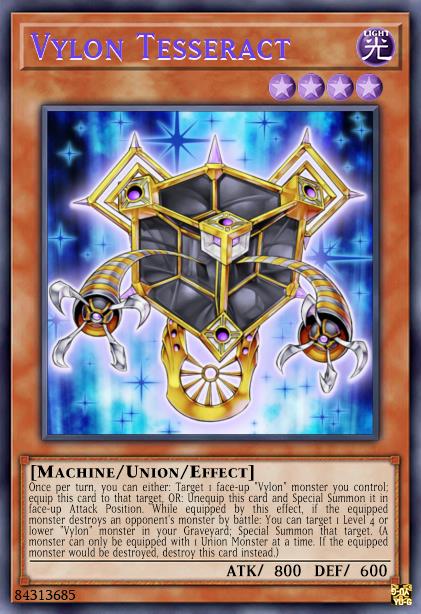 Vylon Tesseract
LIGHT
光
[Machine/Union/Effect]
Once per turn, you can either: Target 1 face-up "Vylon" monster you control;
equip this card to that target, OR: Unequip this card and Special Summon it in
face-up Attack Position. "While equipped by this effect, if the equipped
monster destroys an opponent's monster by battle: You can target 1 Level 4 or
lower "Vylon" monster in your Graveyard; Special Summon that target. (A
monster can only be equipped with 1 Union Monster at a time. If the equipped
monster would be destroyed, destroy this card instead.)
ATK/ 800 DEF/ 600
84313685